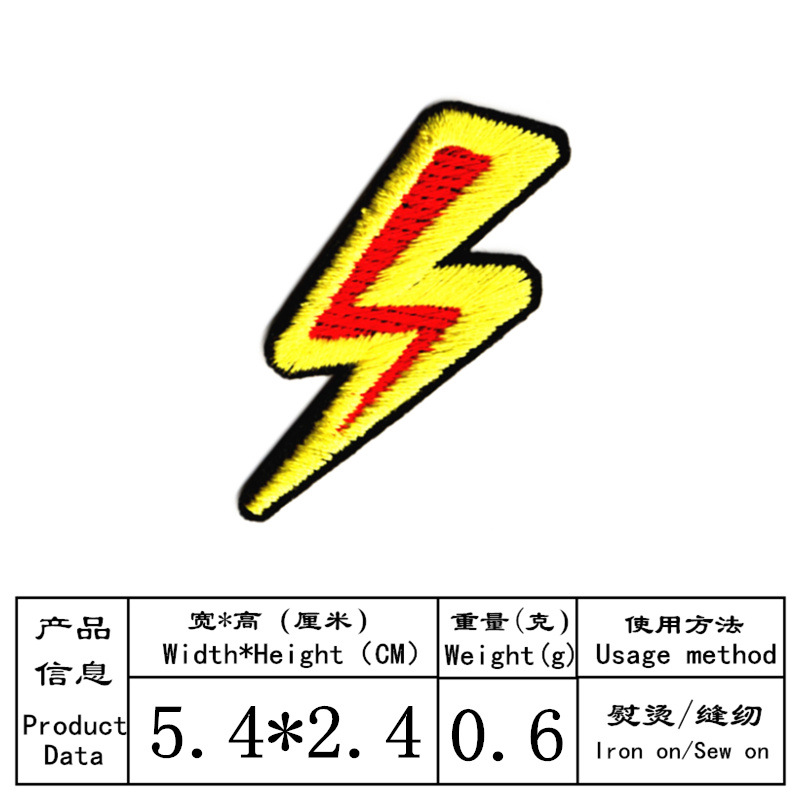 产品
信息
Product
Data
宽*高 (厘米)
Width*Height (CM)
5.4*2.4
重量(克)
Weight(g)
0.6
使用方法
Usage method
熨烫/缝纫
Iron on/Sew on